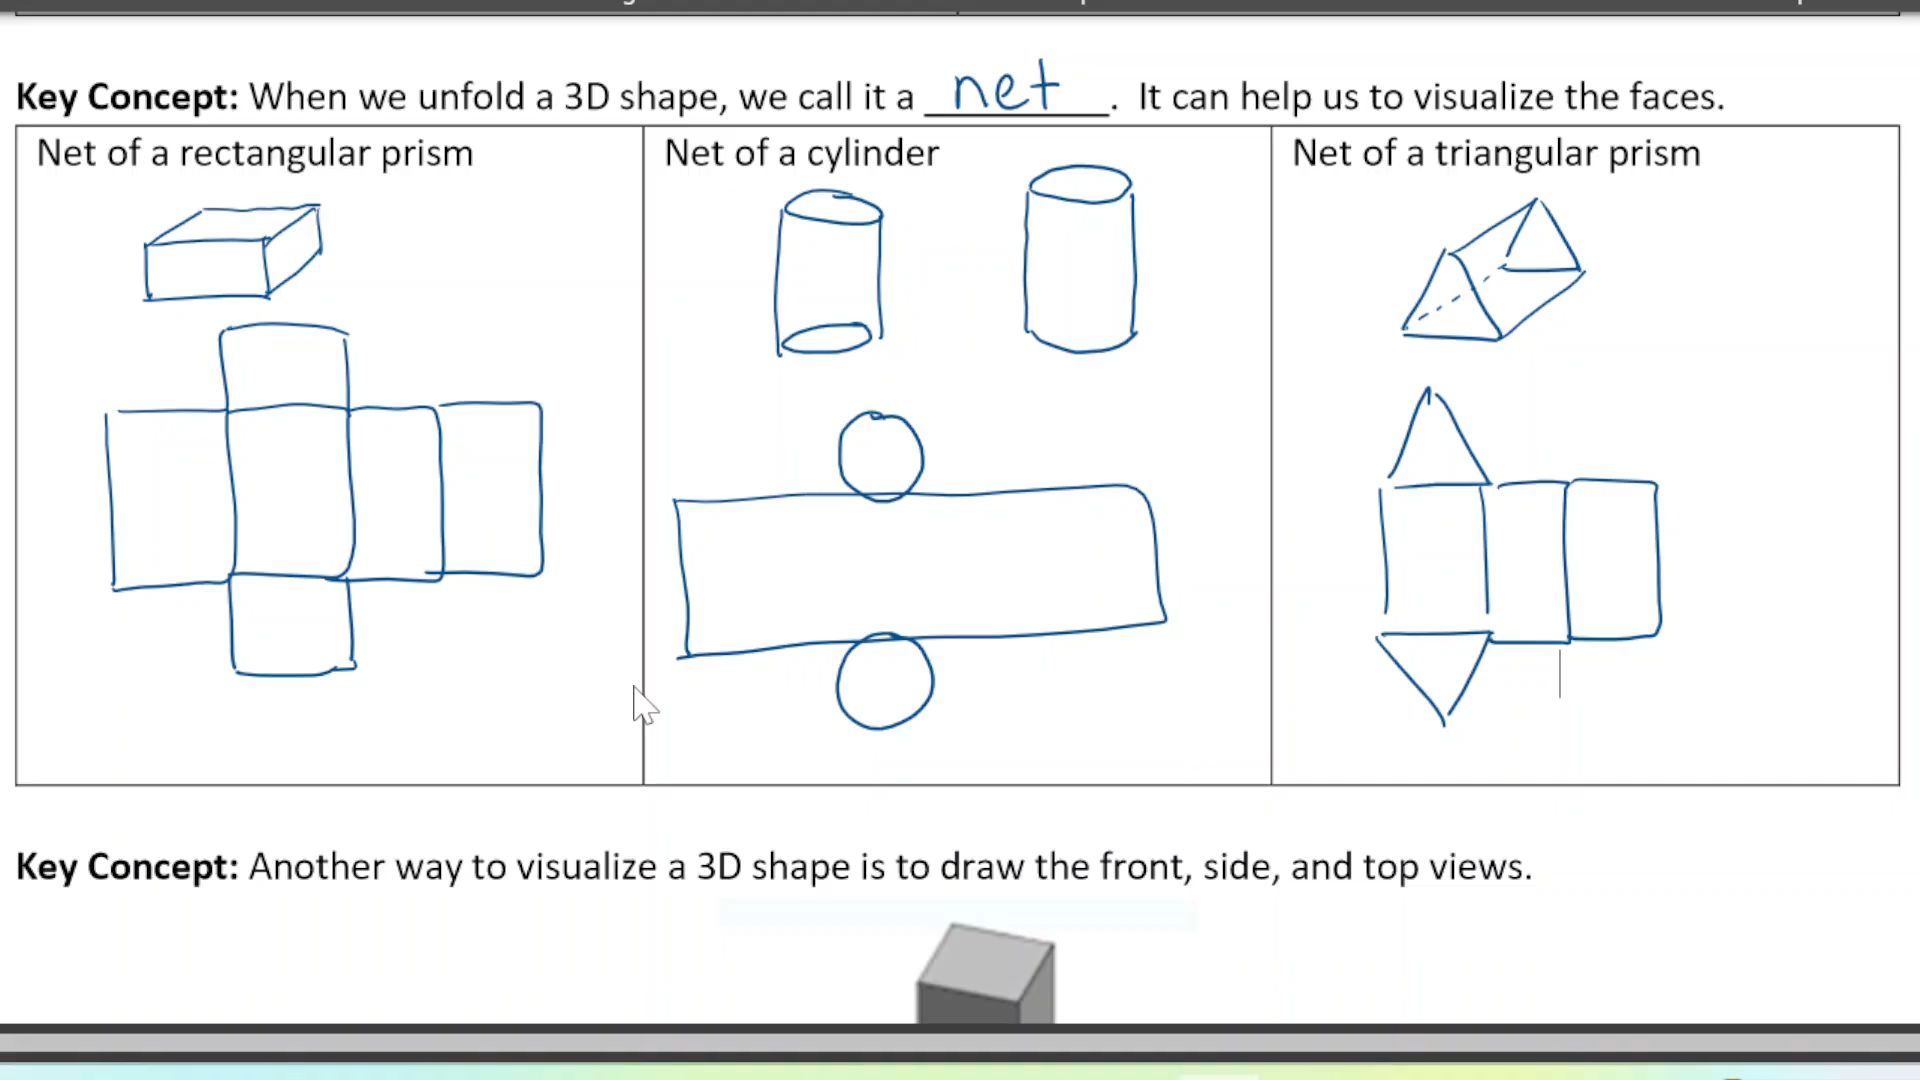 Key Concept: When we unfold a 3D shape, we call it a net. It can help us to visualize the faces.
Net of a rectangular prism
Net of a cylinder
Net of a triangular prism
Key Concept: Another way to visualize a 3D shape is to draw the front, side, and top views.